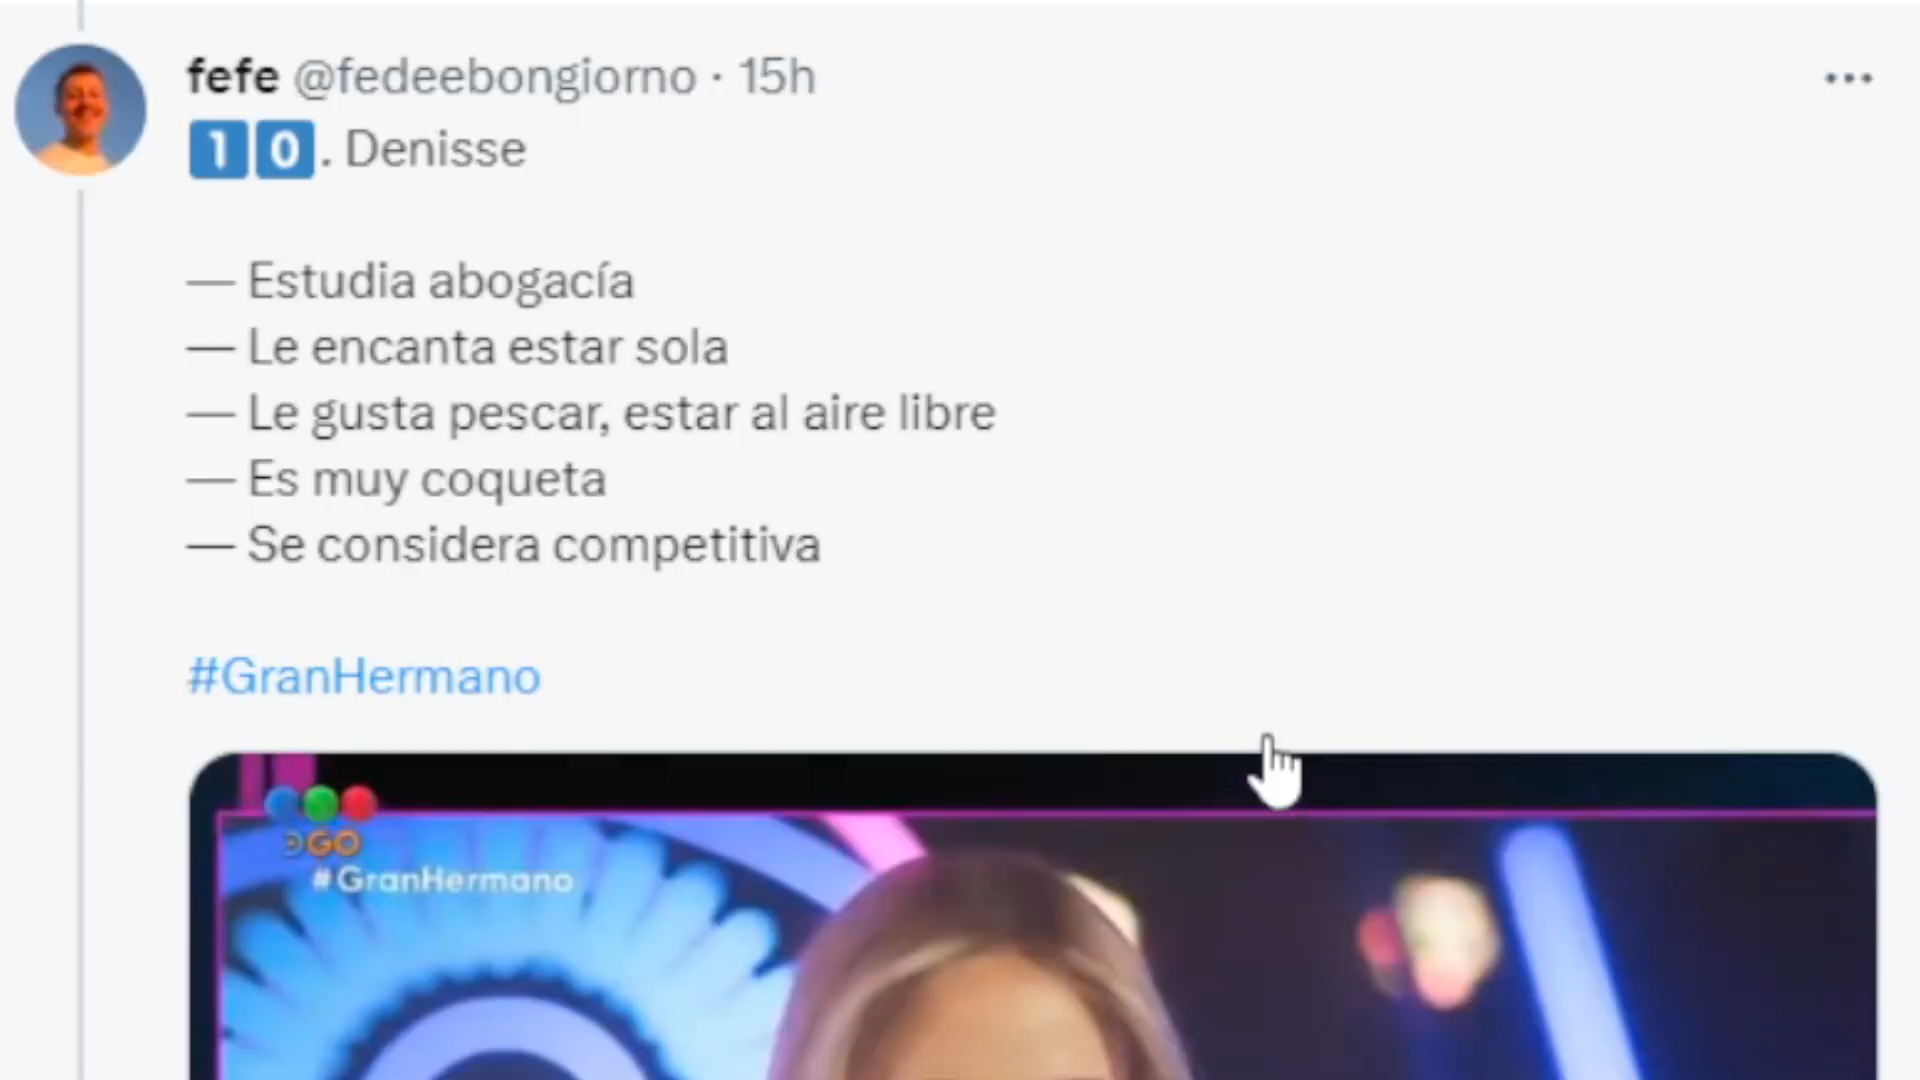 fefe @fedeebongiorno · 15h
10. Denisse
— Estudia abogacía
— Le encanta estar sola
— Le gusta pescar, estar al aire libre
— Es muy coqueta
— Se considera competitiva
#GranHermano
GO
#GranHermano